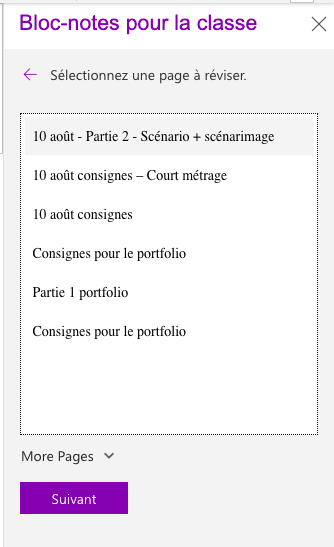 Bloc-notes pour la classe
Sélectionnez une page à réviser.
10 août - Partie 2 - Scénario + scénarimage
10 août consignes – Court métrage
10 août consignes
Consignes pour le portfolio
Partie 1 portfolio
Consignes pour le portfolio
More Pages
Suivant